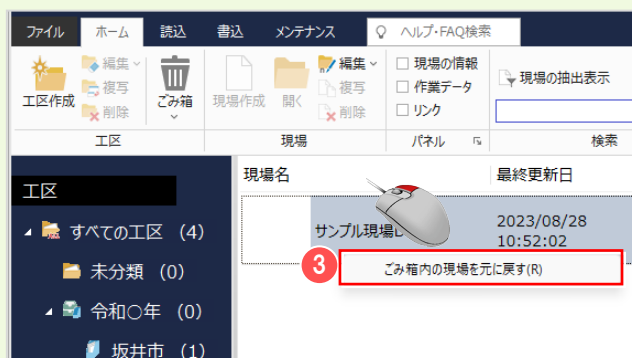 ファイル ホーム 読込 書込 メンテナンス ヘルプ・FAQ検索
工区作成 編集 複写 削除 ごみ箱
現場作成 開く 編集 複写 削除
現場の情報
作業データ
リンク
現場の抽出表示
工区 現場 パネル 検索
工区
すべての工区 (4)
未分類 (0)
令和〇年 (0)
坂井市 (1)
現場名 最終更新日
サンプル現場 2023/08/28
10:52:02
3 ごみ箱内の現場を元に戻す(R)